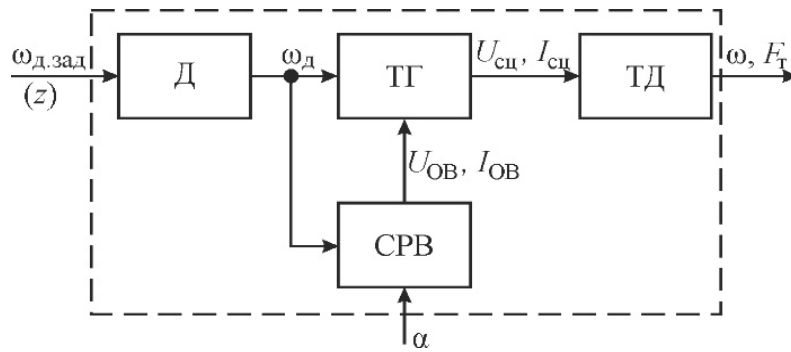 ωд.зад
(z)
Д
ωд
ТГ
Uсц, Iсц
ТД
ω, Fт
UОВ, IОВ
СРВ
α